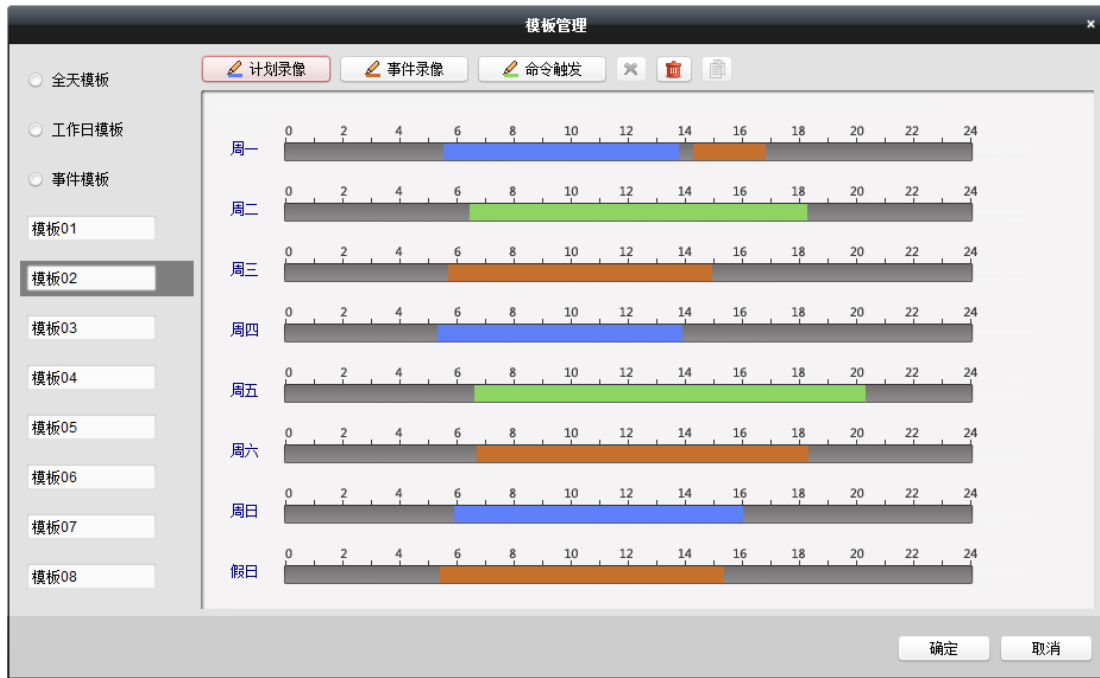 模板管理
×
计划录像 事件录像 命令触发
全天模板
工作日模板
事件模板
模板01
模板02
模板03
模板04
模板05
模板06
模板07
模板08
0 2 4 6 8 10 12 14 16 18 20 22 24
周一
0 2 4 6 8 10 12 14 16 18 20 22 24
周二
0 2 4 6 8 10 12 14 16 18 20 22 24
周三
0 2 4 6 8 10 12 14 16 18 20 22 24
周四
0 2 4 6 8 10 12 14 16 18 20 22 24
周五
0 2 4 6 8 10 12 14 16 18 20 22 24
周六
0 2 4 6 8 10 12 14 16 18 20 22 24
周日
0 2 4 6 8 10 12 14 16 18 20 22 24
假日
确定 取消